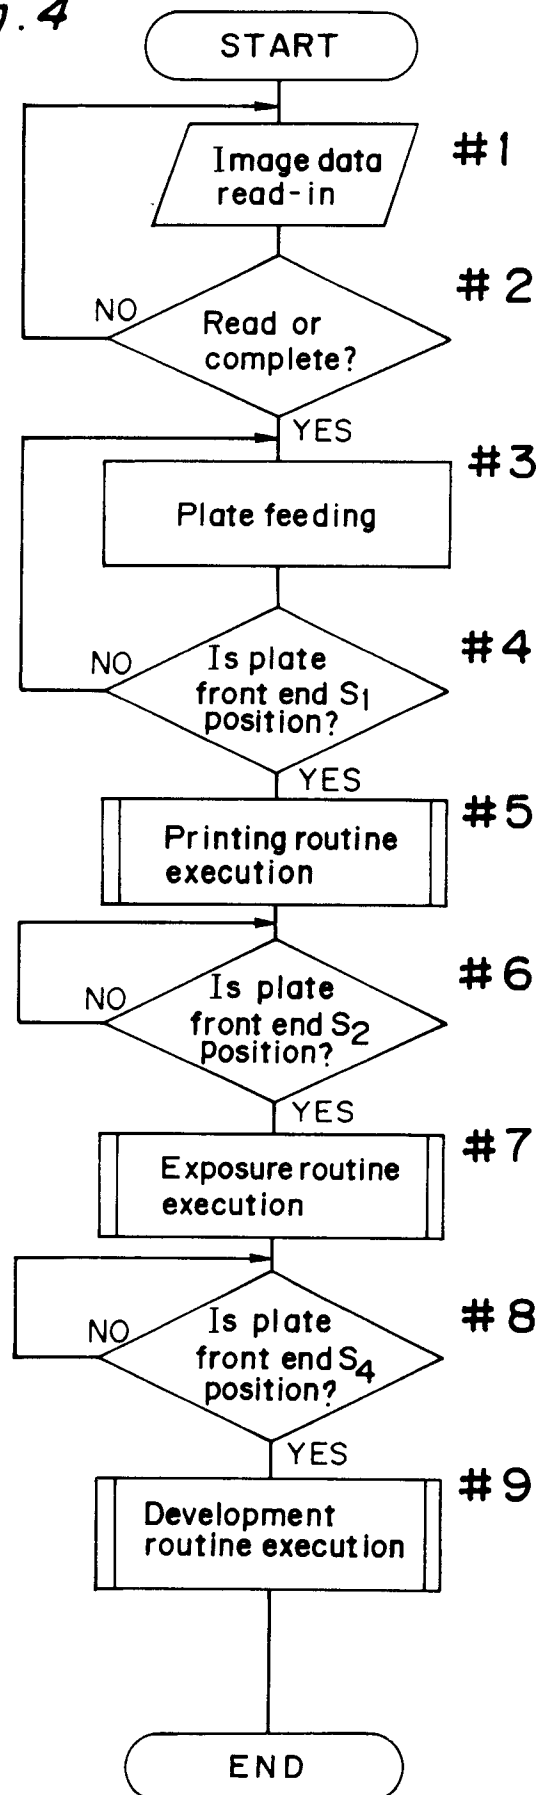 . 4
START
Image data
read-in
#1
#2
NO
Read or
complete?
YES
#3
Plate feeding
#4
NO
Is plate
front end S1
position?
YES
#5
Printing routine
execution
#6
NO
Is plate
front end S2
Position?
YES
#7
Exposure routine
execution
#8
NO
Is plate
front end S4
position?
YES
#9
Development
routine execution
END